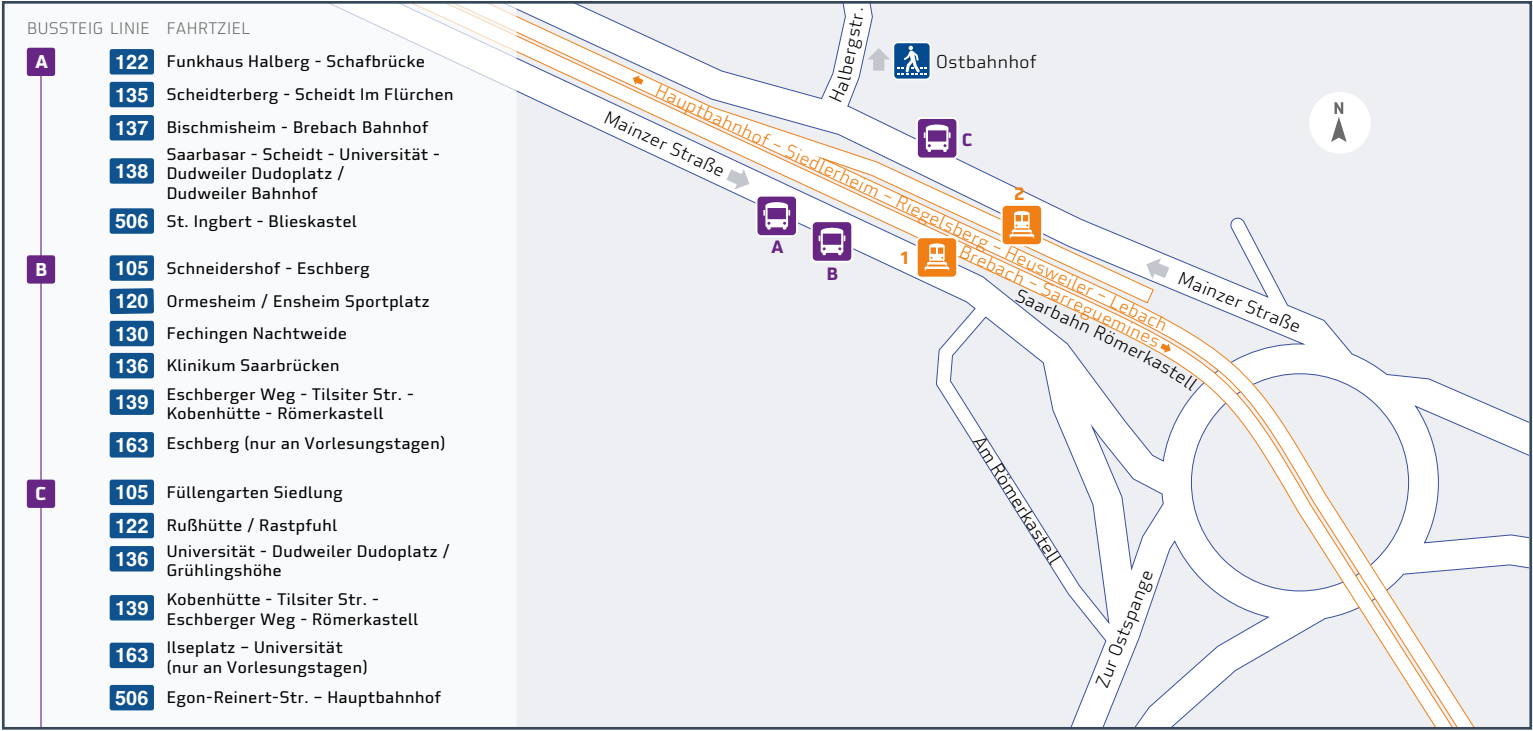 BUSSTEIG LINIE FAHRTZIEL
A
122 Funkhaus Halberg - Schafbrücke
135 Scheidterberg - Scheidt Im Flürchen
137 Bischmisheim - Brebach Bahnhof
138 Saarbasar - Scheidt - Universität -
Dudweiler Dudoplatz /
Dudweiler Bahnhof
506 St. Ingbert - Blieskastel
B
105 Schneidershof - Eschberg
120 Ormesheim / Ensheim Sportplatz
130 Fechingen Nachtweide
136 Klinikum Saarbrücken
139 Eschberger Weg - Tilsiter Str. -
Kobenhütte - Römerkastell
163 Eschberg (nur an Vorlesungstagen)
C
105 Füllengarten Siedlung
122 Rußhütte / Rastpfuhl
136 Universität - Dudweiler Dudoplatz /
Grühlingshöhe
139 Kobenhütte - Tilsiter Str. -
Eschberger Weg - Römerkastell
163 Ilseplatz – Universität
(nur an Vorlesungstagen)
506 Egon-Reinert-Str. – Hauptbahnhof
Halbergstr.
Ostbahnhof
N
Hauptbahnhof - Siedlerheim - Riegelsberg - Heusweiler - Lebach
Mainzer Straße
C
2
A
B
1
Brebach - Sarreguemines
Saarbahn Römerkastell
Mainzer Straße
Am Römerkastell
Zur Ostspange